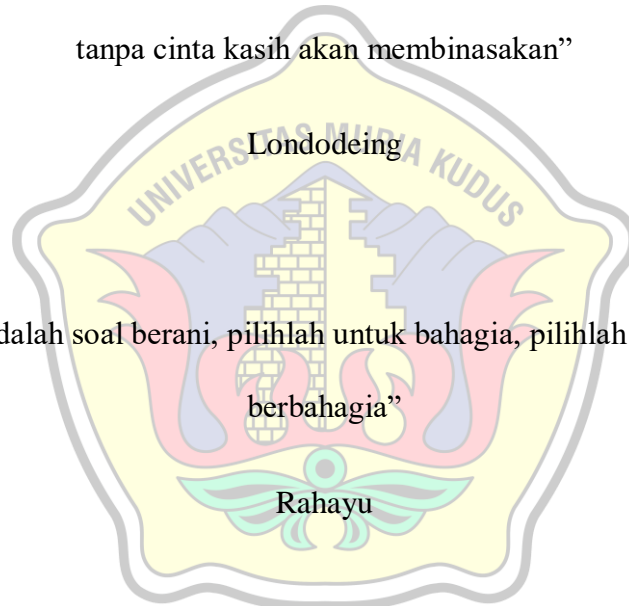 tanpa cinta kasih akan membinasakan”
Londodeing
UNIVERSITAS MURIA KUDUS
dalah soal berani, pilihlah untuk bahagia, pilihlah
berbahagia”
Rahayu